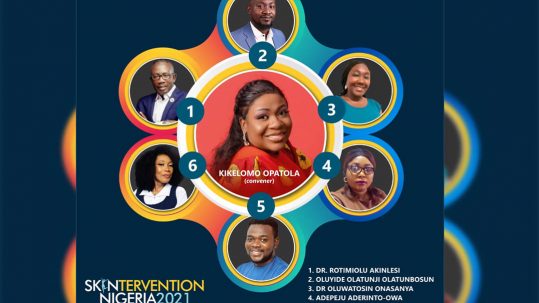 2
1
3
KIKELOMO OPATOLA
(convener)
6
4
5
SKINTERVENTION
NIGERIA2021
1. DR. ROTIMIOLU AKINLESI
2. OLUYIDE OLATUNJI OLATUNBOSUN
3. DR OLUWATOSIN ONASANYA
4. ADEPEJU ADERINTO-OWA